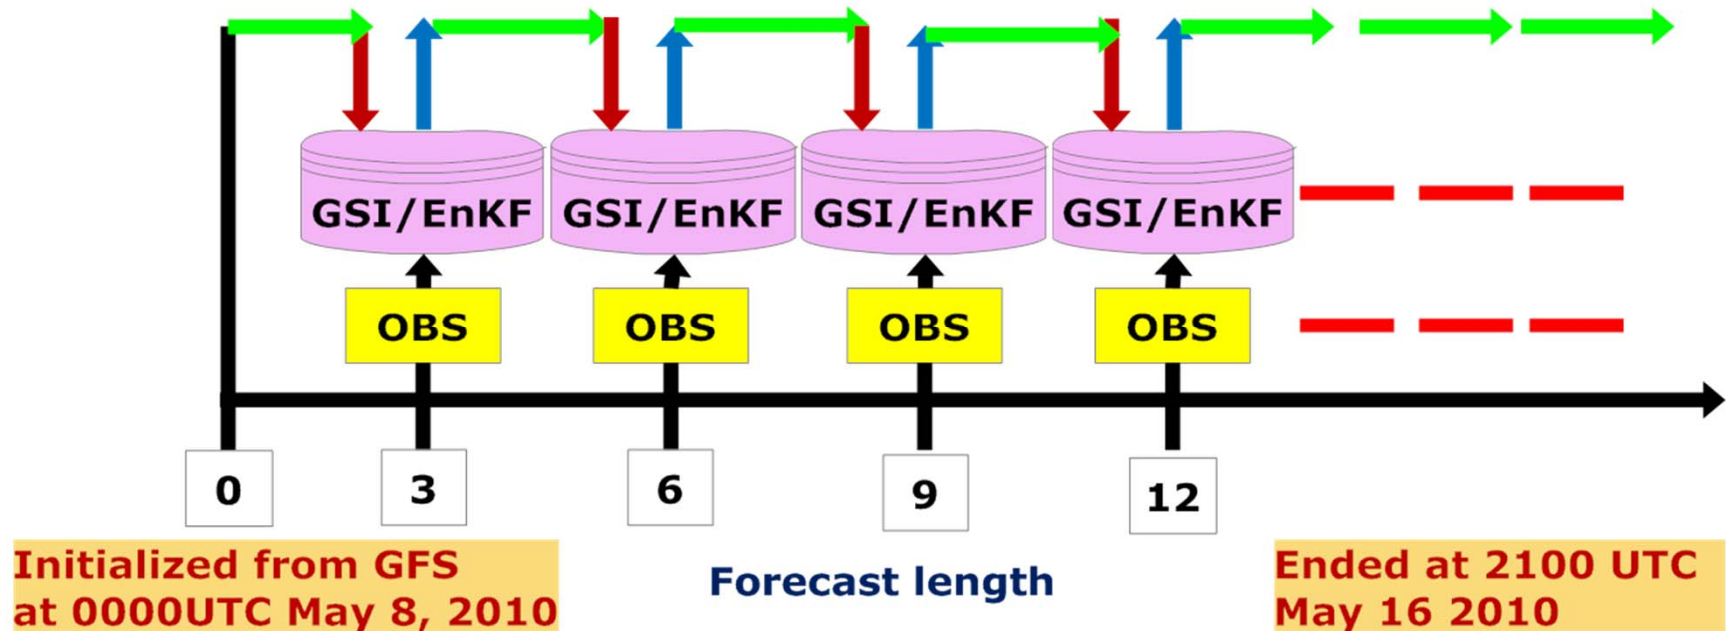 GSI/EnKF GSI/EnKF GSI/EnKF GSI/EnKF
OBS OBS OBS OBS
0 3 6 9 12
Initialized from GFS
at 0000UTC May 8, 2010
Forecast length
Ended at 2100 UTC
May 16 2010